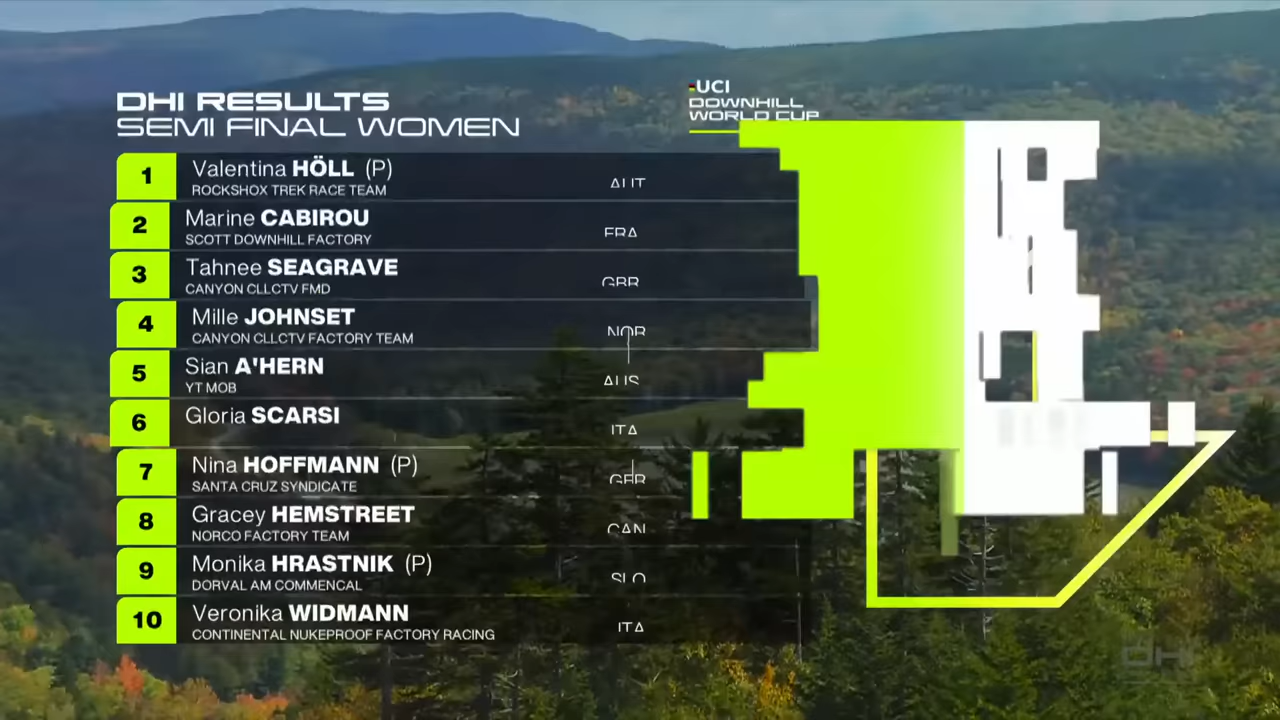 DHI RESULTS
SEMI FINAL WOMEN
UCI
DOWNHILL
WORLD CUP
1 Valentina HÖLL (P) AUT
ROCKSHOX TREK RACE TEAM
2 Marine CABIROU FRA
SCOTT DOWNHILL FACTORY
3 Tahnee SEAGRAVE GBR
CANYON CLLCTV FMD
4 Mille JOHNSET NOR
CANYON CLLCTV FACTORY TEAM
5 Sian A'HERN AUS
YT MOB
6 Gloria SCARSI ITA
7 Nina HOFFMANN (P) GER
SANTA CRUZ SYNDICATE
8 Gracey HEMSTREET CAN
NORCO FACTORY TEAM
9 Monika HRASTNIK (P) SLO
DORVAL AM COMMENCAL
10 Veronika WIDMANN ITA
CONTINENTAL NUKEPROOF FACTORY RACING
DHI